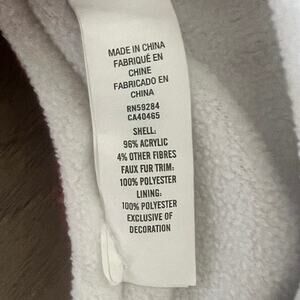 MADE IN CHINA
FABRIQUÉ EN
CHINE
FABRICADO EN
CHINA
RN59284
CA40465
SHELL:
96% ACRYLIC
4% OTHER FIBRES
FAUX FUR TRIM:
100% POLYESTER
LINING:
100% POLYESTER
EXCLUSIVE OF
DECORATION